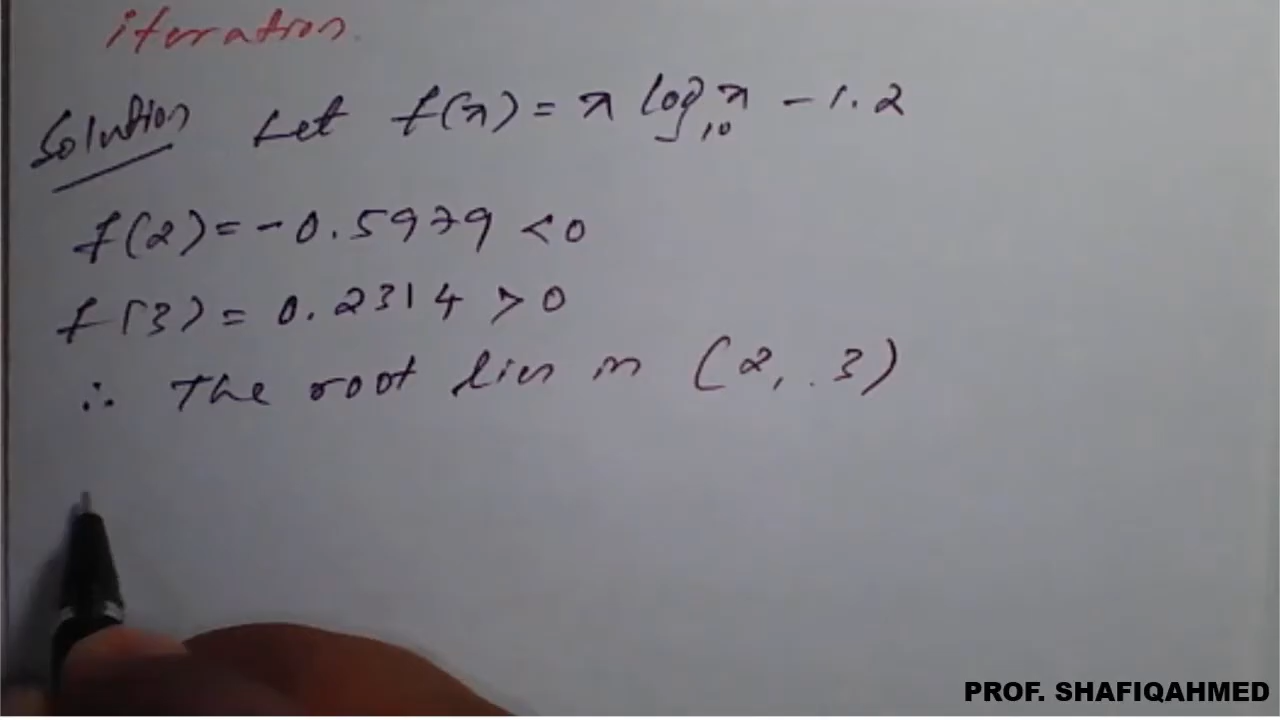 iteration.
Solution Let f(x) = x log₁₀ x - 1.2
f(2) = -0.5979 < 0
f(3) = 0.2314 > 0
∴ The root lies in (2, 3)
PROF. SHAFIQAHMED